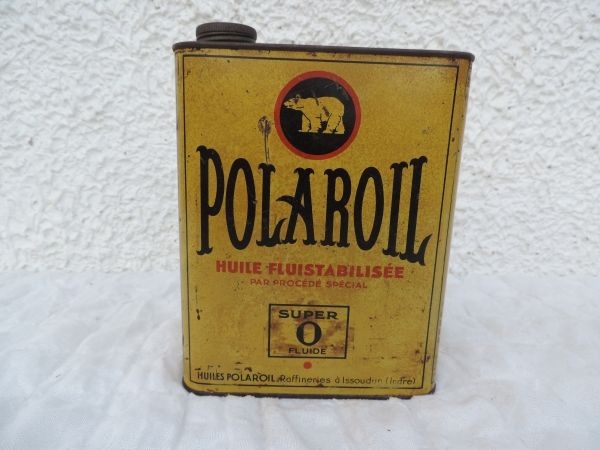 POLAROIL
HUILE FLUISTABILISÉE
PAR PROCÉDÉ SPÉCIAL
SUPER
O
FLUIDE
HUILES POLAROIL. Raffineries à Issoudun (Indre)